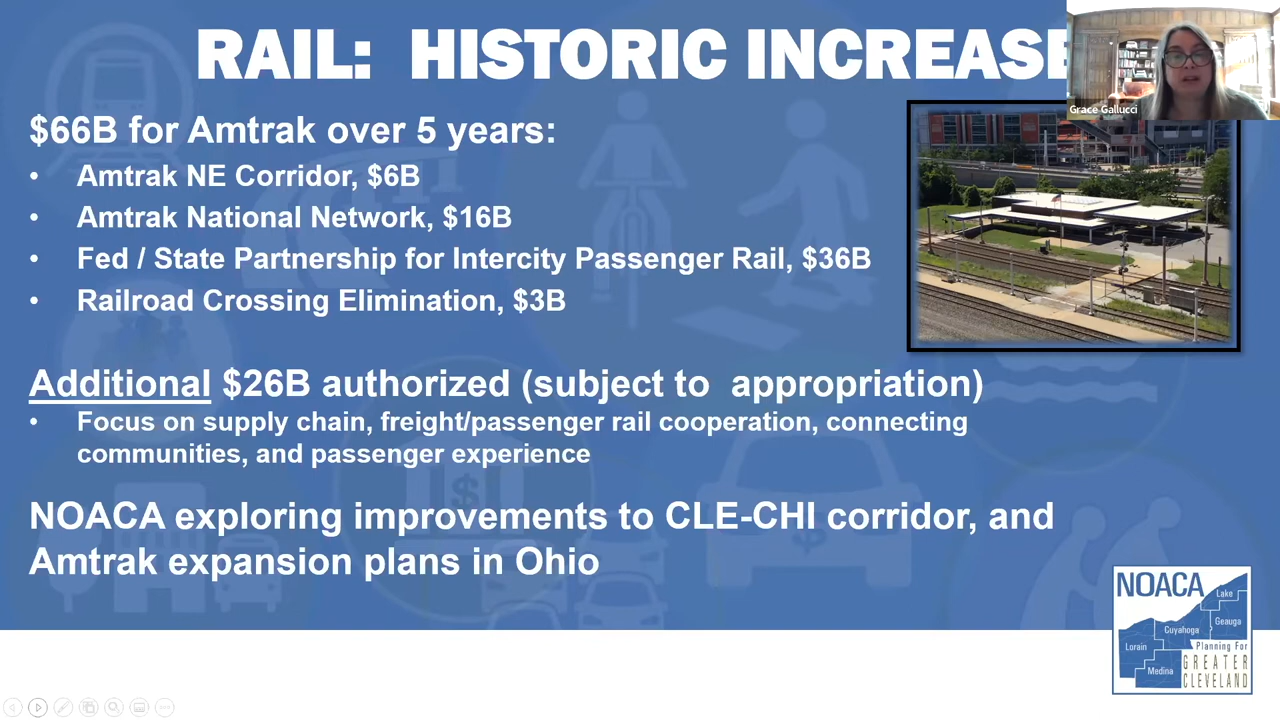 RAIL: HISTORIC INCREASE
Grace Gallucci
$66B for Amtrak over 5 years:
• Amtrak NE Corridor, $6B
• Amtrak National Network, $16B
• Fed / State Partnership for Intercity Passenger Rail, $36B
• Railroad Crossing Elimination, $3B
Additional $26B authorized (subject to appropriation)
• Focus on supply chain, freight/passenger rail cooperation, connecting
communities, and passenger experience
NOACA exploring improvements to CLE-CHI corridor, and
Amtrak expansion plans in Ohio
NOACA
Lake
Geauga
Cuyahoga
Lorain
Medina
Planning For
GREATER
CLEVELAND